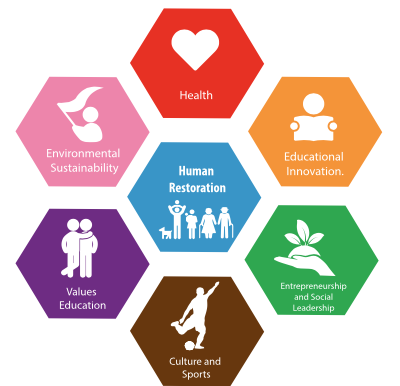 Health
Environmental
Sustainability
Educational
Innovation.
Human
Restoration
Values
Education
Entrepreneurship
and Social
Leadership
Culture and
Sports